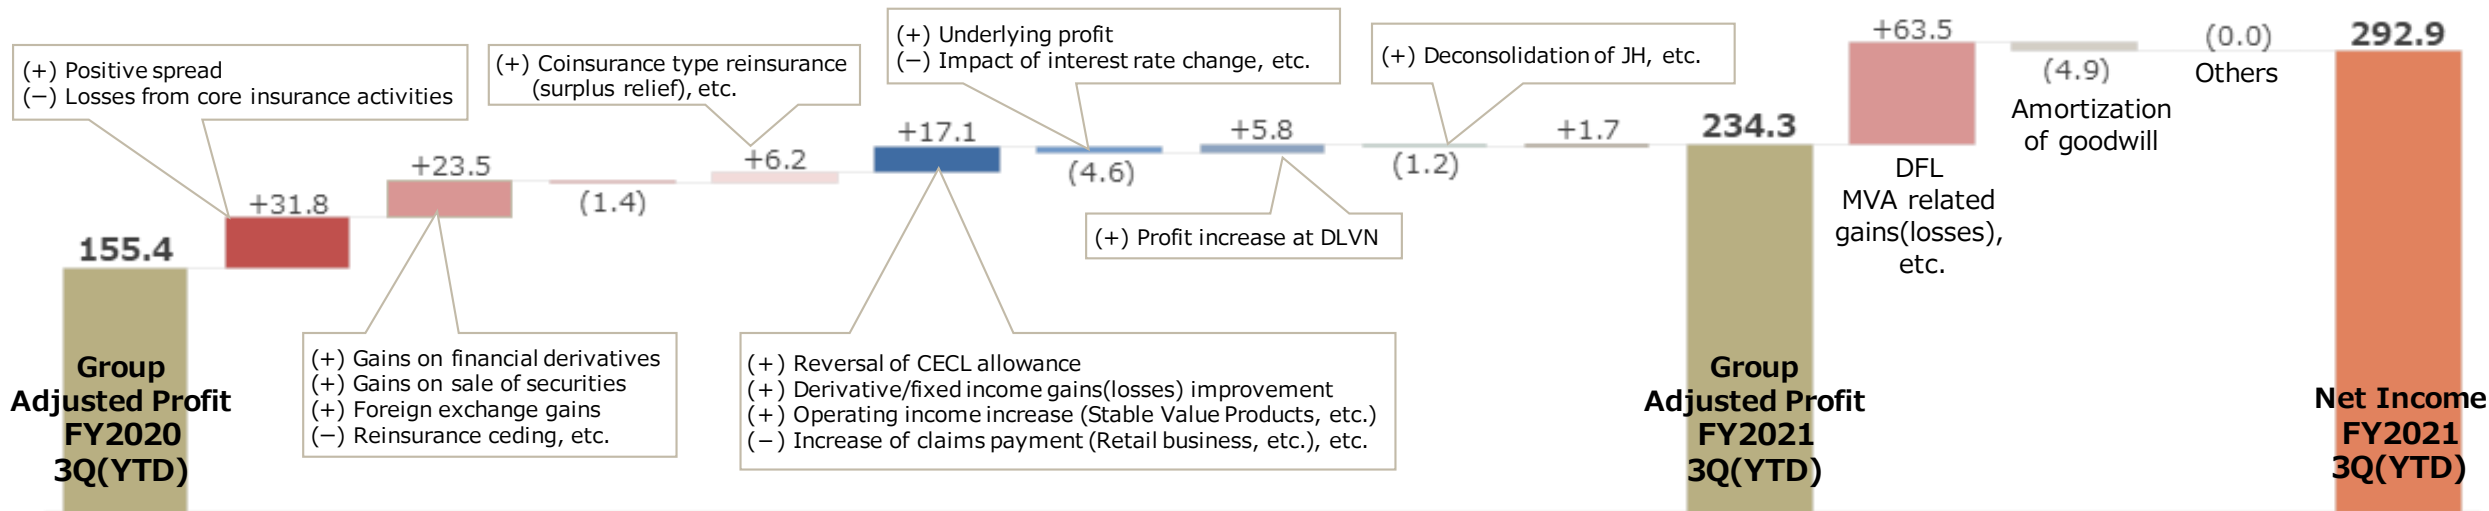 (+) Positive spread
(−) Losses from core insurance activities
(+) Coinsurance type reinsurance
(surplus relief), etc.
(+) Underlying profit
(−) Impact of interest rate change, etc.
(+) Deconsolidation of JH, etc.
155.4
+31.8
+23.5
(1.4)
+6.2
+17.1
(4.6)
+5.8
(1.2)
+1.7
234.3
+63.5
(4.9)
(0.0)
292.9
Others
Amortization
of goodwill
DFL
MVA related
gains(losses),
etc.
(+) Profit increase at DLVN
(+) Gains on financial derivatives
(+) Gains on sale of securities
(+) Foreign exchange gains
(−) Reinsurance ceding, etc.
(+) Reversal of CECL allowance
(+) Derivative/fixed income gains(losses) improvement
(+) Operating income increase (Stable Value Products, etc.)
(−) Increase of claims payment (Retail business, etc.), etc.
Group
Adjusted Profit
FY2020
3Q(YTD)
Group
Adjusted Profit
FY2021
3Q(YTD)
Net Income
FY2021
3Q(YTD)